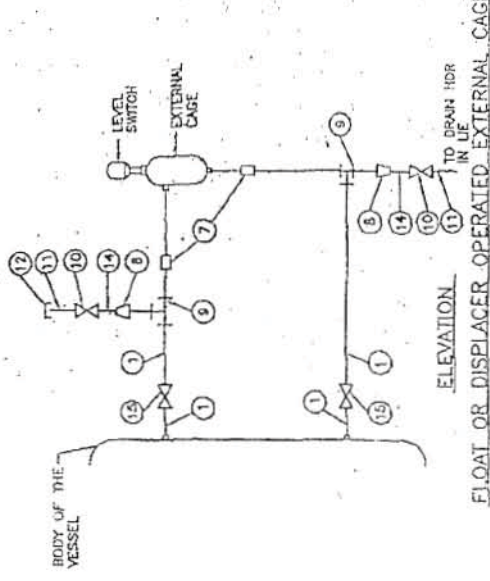 BODY OF THE
VESSEL
LEVEL
SWITCH
EXTERNAL
CAGE
12
11
10
14
8
9
7
1
15
1
9
8
14
10
11
TO DRAIN HDR
IN LIE
1
1
15
ELEVATION
FLOAT OR DISPLACER OPERATED EXTERNAL CAGE